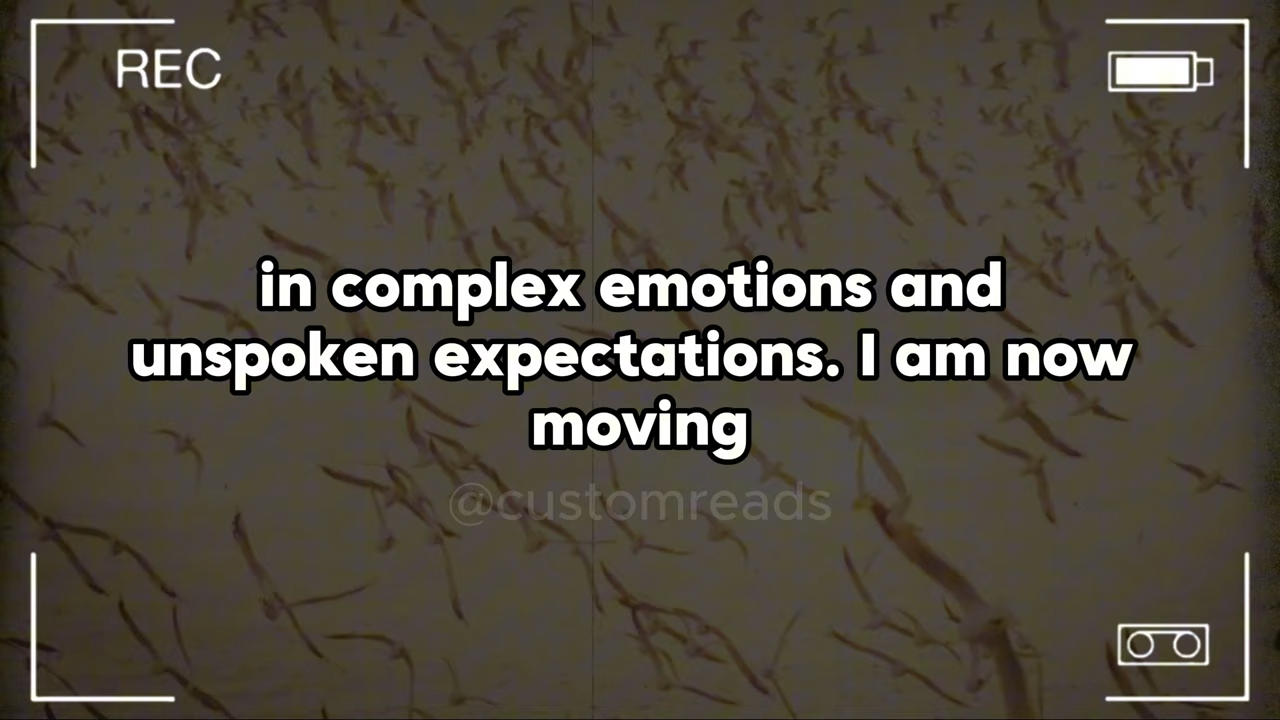 REC
in complex emotions and
unspoken expectations. I am now
moving
@customreads